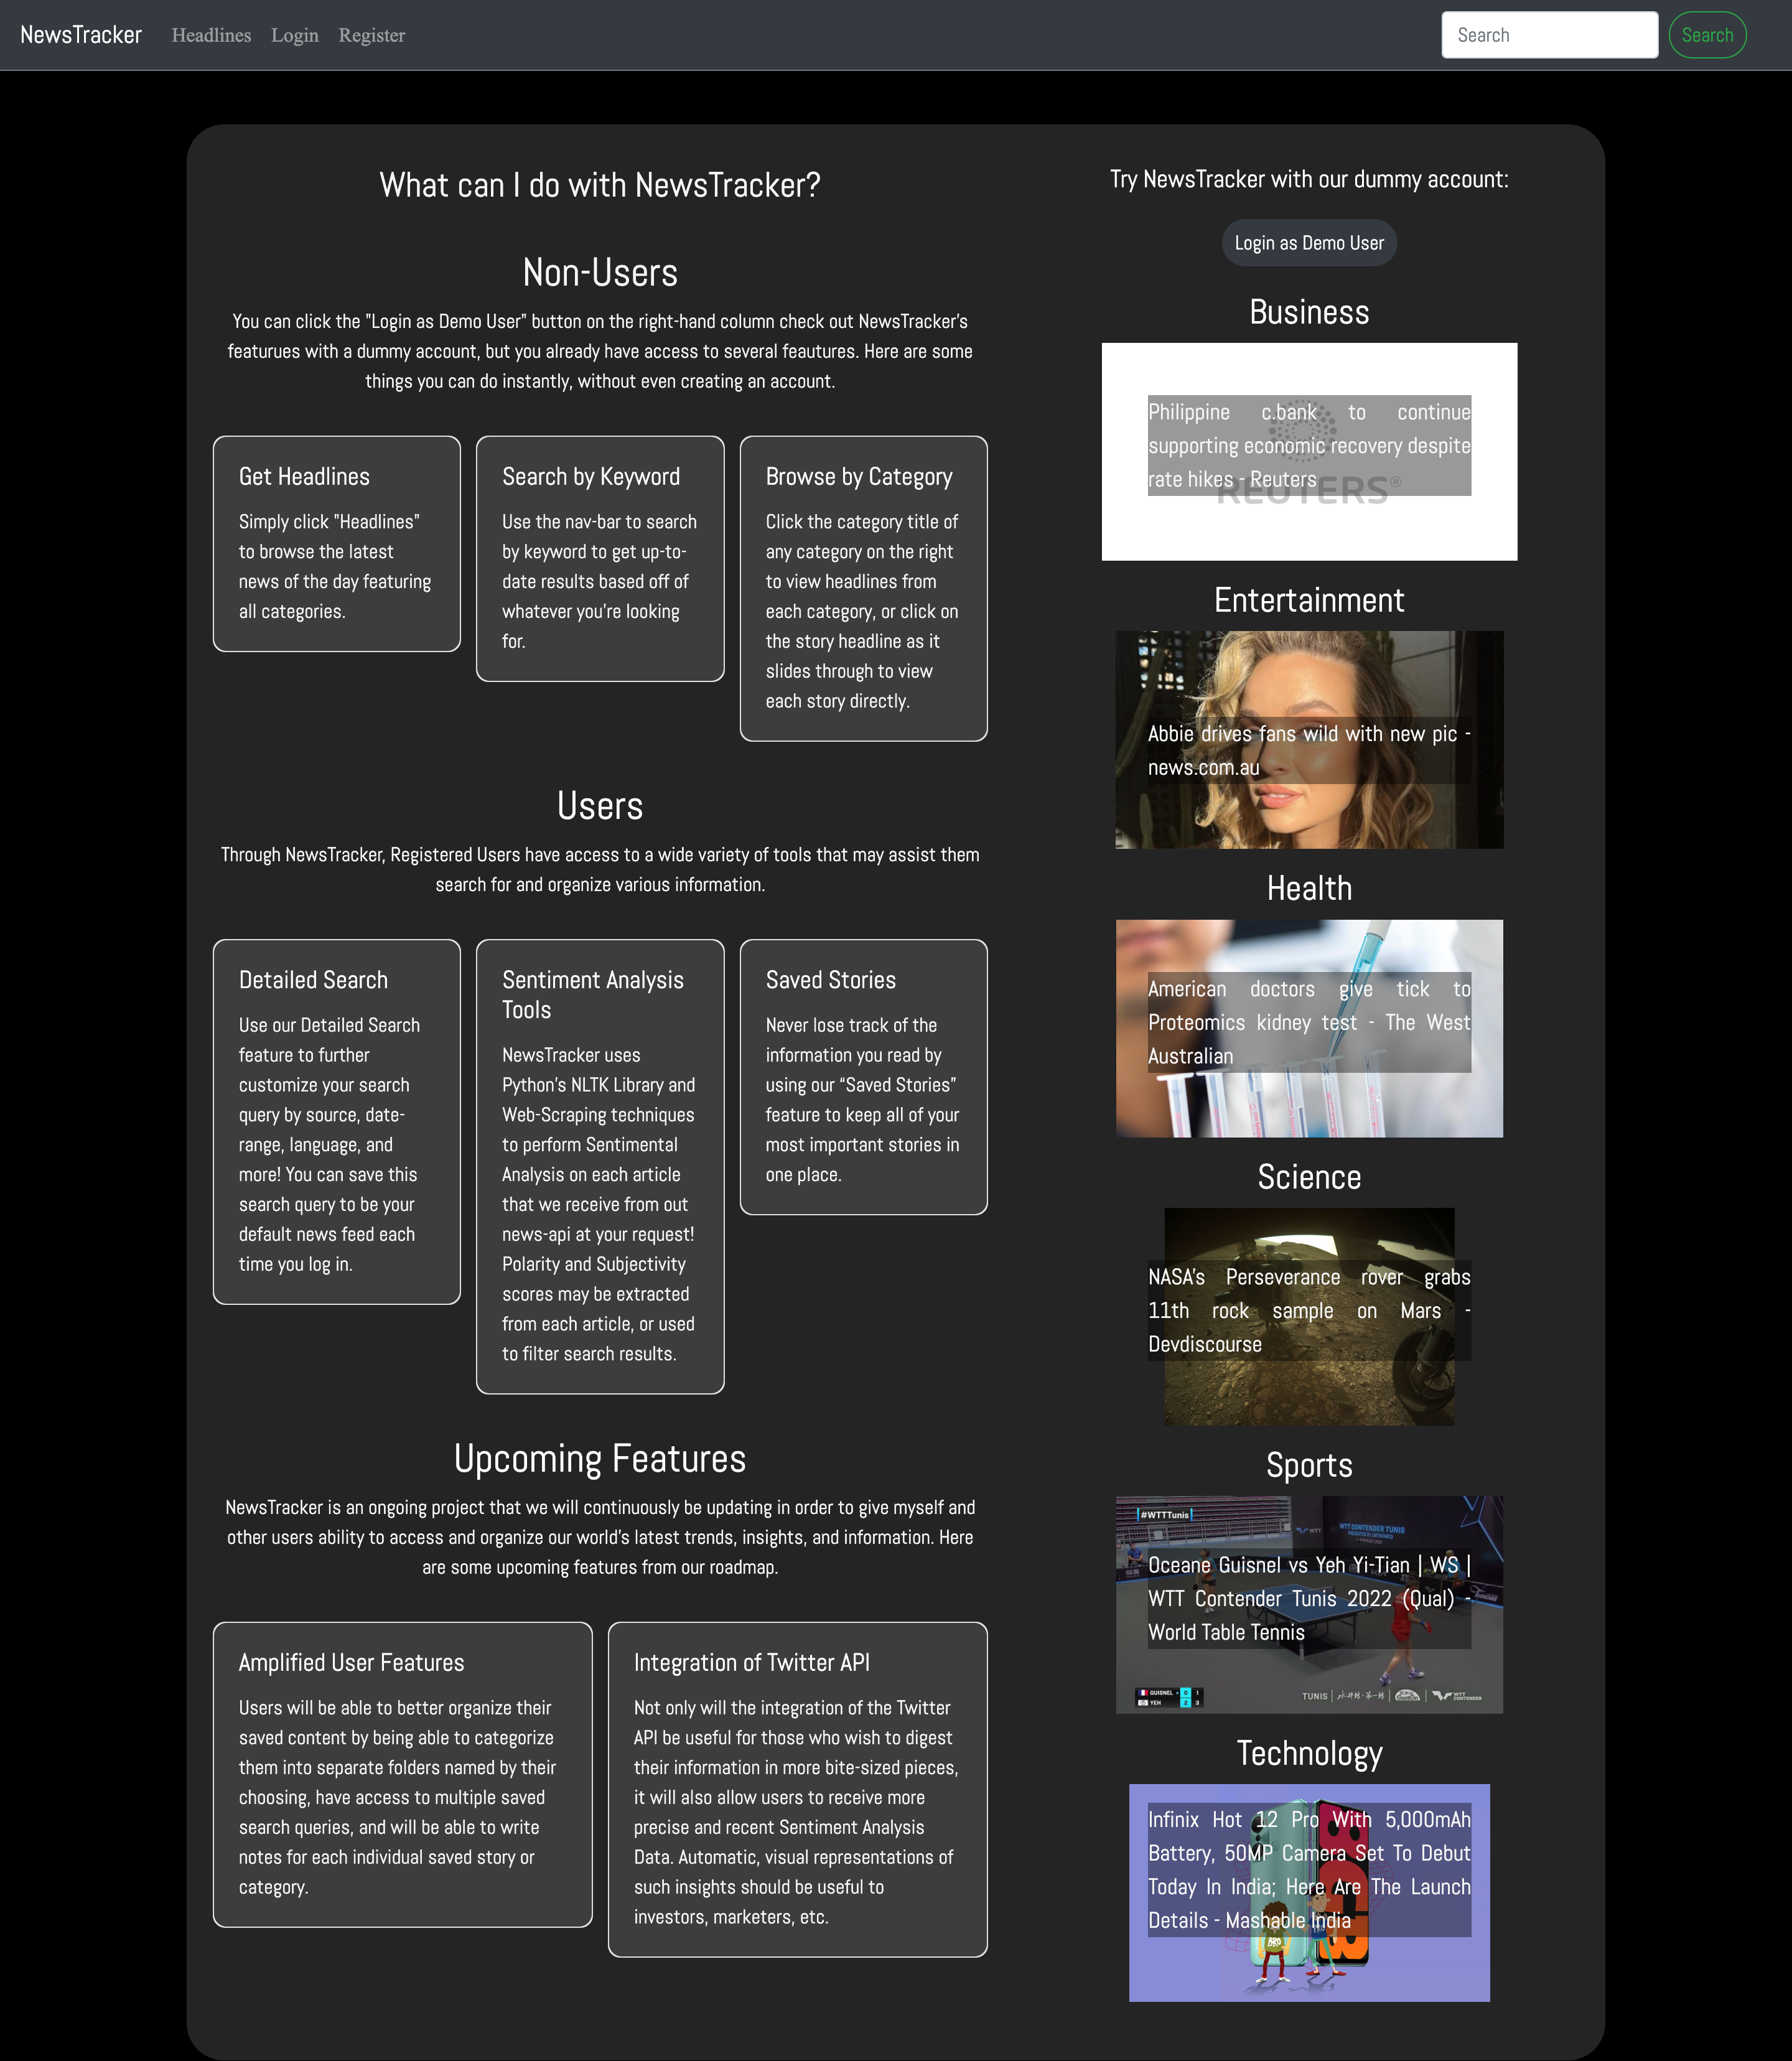 NewsTracker Headlines Login Register Search Search
What can I do with NewsTracker?
Non-Users
You can click the "Login as Demo User" button on the right-hand column check out NewsTracker's
featurues with a dummy account, but you already have access to several feautures. Here are some
things you can do instantly, without even creating an account.
Get Headlines
Simply click "Headlines"
to browse the latest
news of the day featuring
all categories.
Search by Keyword
Use the nav-bar to search
by keyword to get up-to-
date results based off of
whatever you're looking
for.
Browse by Category
Click the category title of
any category on the right
to view headlines from
each category, or click on
the story headline as it
slides through to view
each story directly.
Users
Through NewsTracker, Registered Users have access to a wide variety of tools that may assist them
search for and organize various information.
Detailed Search
Use our Detailed Search
feature to further
customize your search
query by source, date-
range, language, and
more! You can save this
search query to be your
default news feed each
time you log in.
Sentiment Analysis
Tools
NewsTracker uses
Python's NLTK Library and
Web-Scraping techniques
to perform Sentimental
Analysis on each article
that we receive from out
news-api at your request!
Polarity and Subjectivity
scores may be extracted
from each article, or used
to filter search results.
Saved Stories
Never lose track of the
information you read by
using our “Saved Stories”
feature to keep all of your
most important stories in
one place.
Upcoming Features
NewsTracker is an ongoing project that we will continuously be updating in order to give myself and
other users ability to access and organize our world's latest trends, insights, and information. Here
are some upcoming features from our roadmap.
Amplified User Features
Users will be able to better organize their
saved content by being able to categorize
them into separate folders named by their
choosing, have access to multiple saved
search queries, and will be able to write
notes for each individual saved story or
category.
Integration of Twitter API
Not only will the integration of the Twitter
API be useful for those who wish to digest
their information in more bite-sized pieces,
it will also allow users to receive more
precise and recent Sentiment Analysis
Data. Automatic, visual representations of
such insights should be useful to
investors, marketers, etc.
Try NewsTracker with our dummy account:
Login as Demo User
Business
Philippine c.bank to continue
supporting economic recovery despite
rate hikes - Reuters
REUTERS®
Entertainment
Abbie drives fans wild with new pic -
news.com.au
Health
American doctors give tick to
Proteomics kidney test - The West
Australian
Science
NASA's Perseverance rover grabs
11th rock sample on Mars -
Devdiscourse
Sports
#WTTTunis
WTT
WTT CONTENDER TUNIS
Oceane Guisnel vs Yeh Yi-Tian | WS |
WTT Contender Tunis 2022 (Qual) -
World Table Tennis
GUISNEL 0 1
YEH 2 3
TUNIS
WTT CONTENDER
Technology
Infinix Hot 12 Pro With 5,000mAh
Battery, 50MP Camera Set To Debut
Today In India; Here Are The Launch
Details - Mashable India
BRO